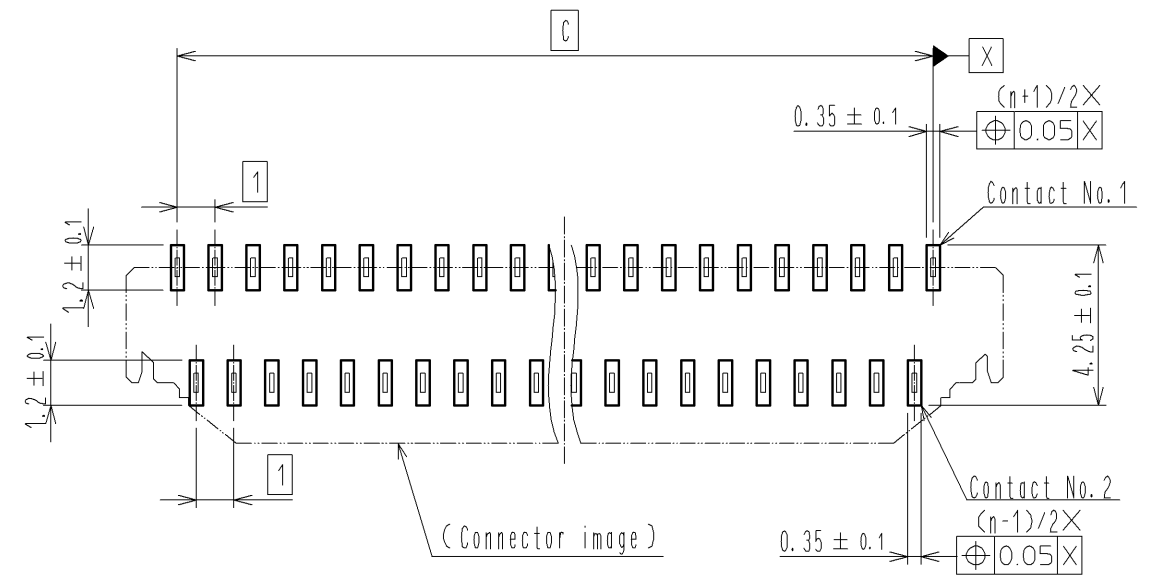 C
X
(n+1)/2X
0.35 ± 0.1
⌖ 0.05 X
1
Contact No.1
1.2 ± 0.1
4.25 ± 0.1
1.2 ± 0.1
1
Contact No.2
(n-1)/2X
(Connector image)
0.35 ± 0.1
⌖ 0.05 X